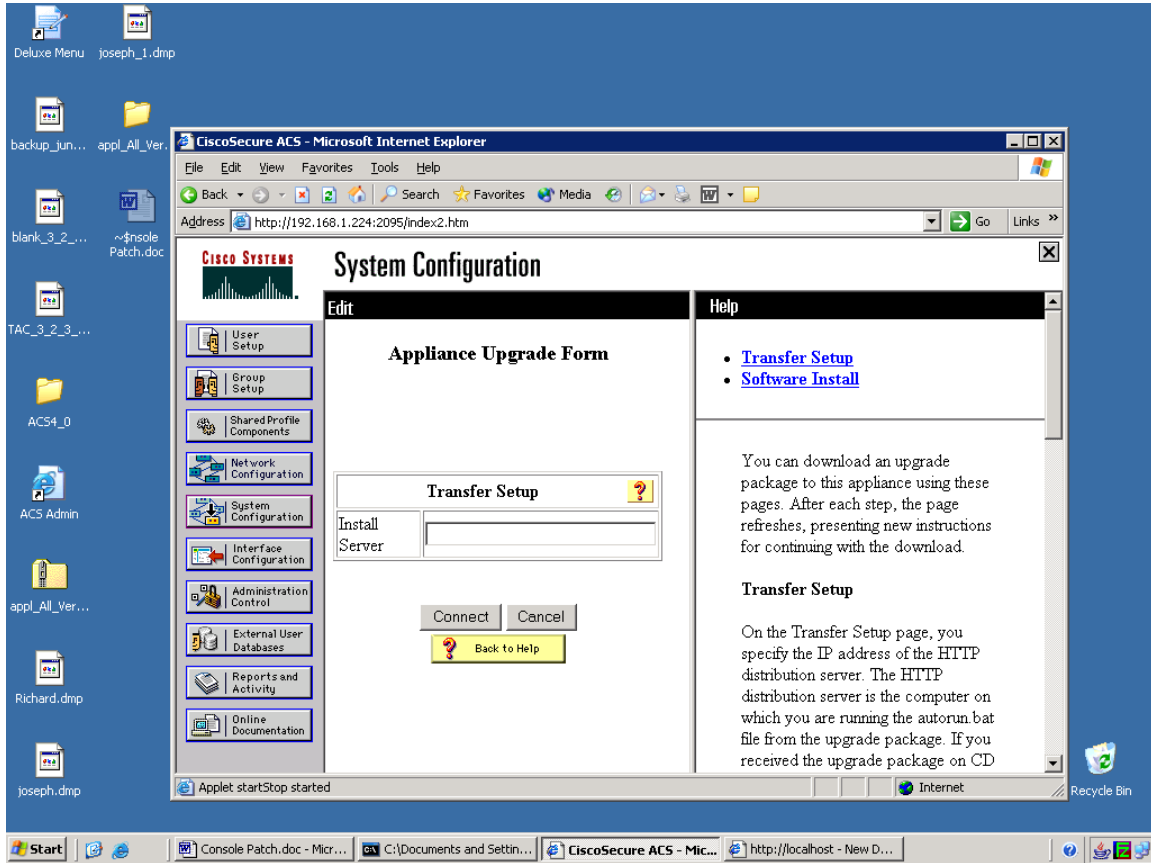 Deluxe Menu
joseph_1.dmp
backup_jun...
appl_All_Ver.
blank_3_2_...
~$nsole
Patch.doc
TAC_3_2_3_...
ACS4_0
ACS Admin
appl_All_Ver...
Richard.dmp
joseph.dmp
Recycle Bin
CiscoSecure ACS - Microsoft Internet Explorer
File Edit View Favorites Tools Help
Back Search Favorites Media
Address http://192.168.1.224:2095/index2.htm Go Links »
CISCO SYSTEMS
System Configuration
User
Setup
Group
Setup
Shared Profile
Components
Network
Configuration
System
Configuration
Interface
Configuration
Administration
Control
External User
Databases
Reports and
Activity
Online
Documentation
Edit
Appliance Upgrade Form
Transfer Setup ?
Install
Server
Connect Cancel
? Back to Help
Help
• Transfer Setup
• Software Install
You can download an upgrade
package to this appliance using these
pages. After each step, the page
refreshes, presenting new instructions
for continuing with the download.
Transfer Setup
On the Transfer Setup page, you
specify the IP address of the HTTP
distribution server. The HTTP
distribution server is the computer on
which you are running the autorun.bat
file from the upgrade package. If you
received the upgrade package on CD
Applet startStop started
Internet
Start
Console Patch.doc - Micr...
C:\Documents and Settin...
CiscoSecure ACS - Mic...
http://localhost - New D...